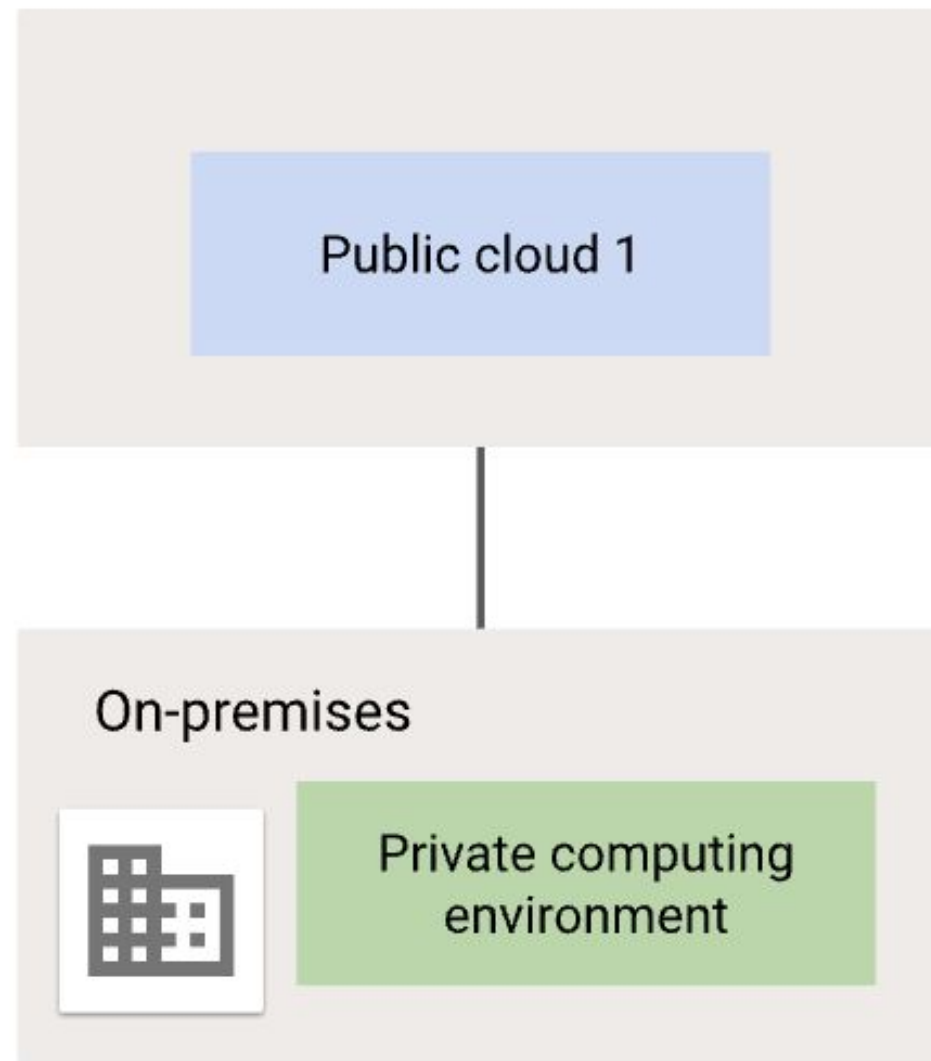 Public cloud 1
On-premises
Private computing
environment